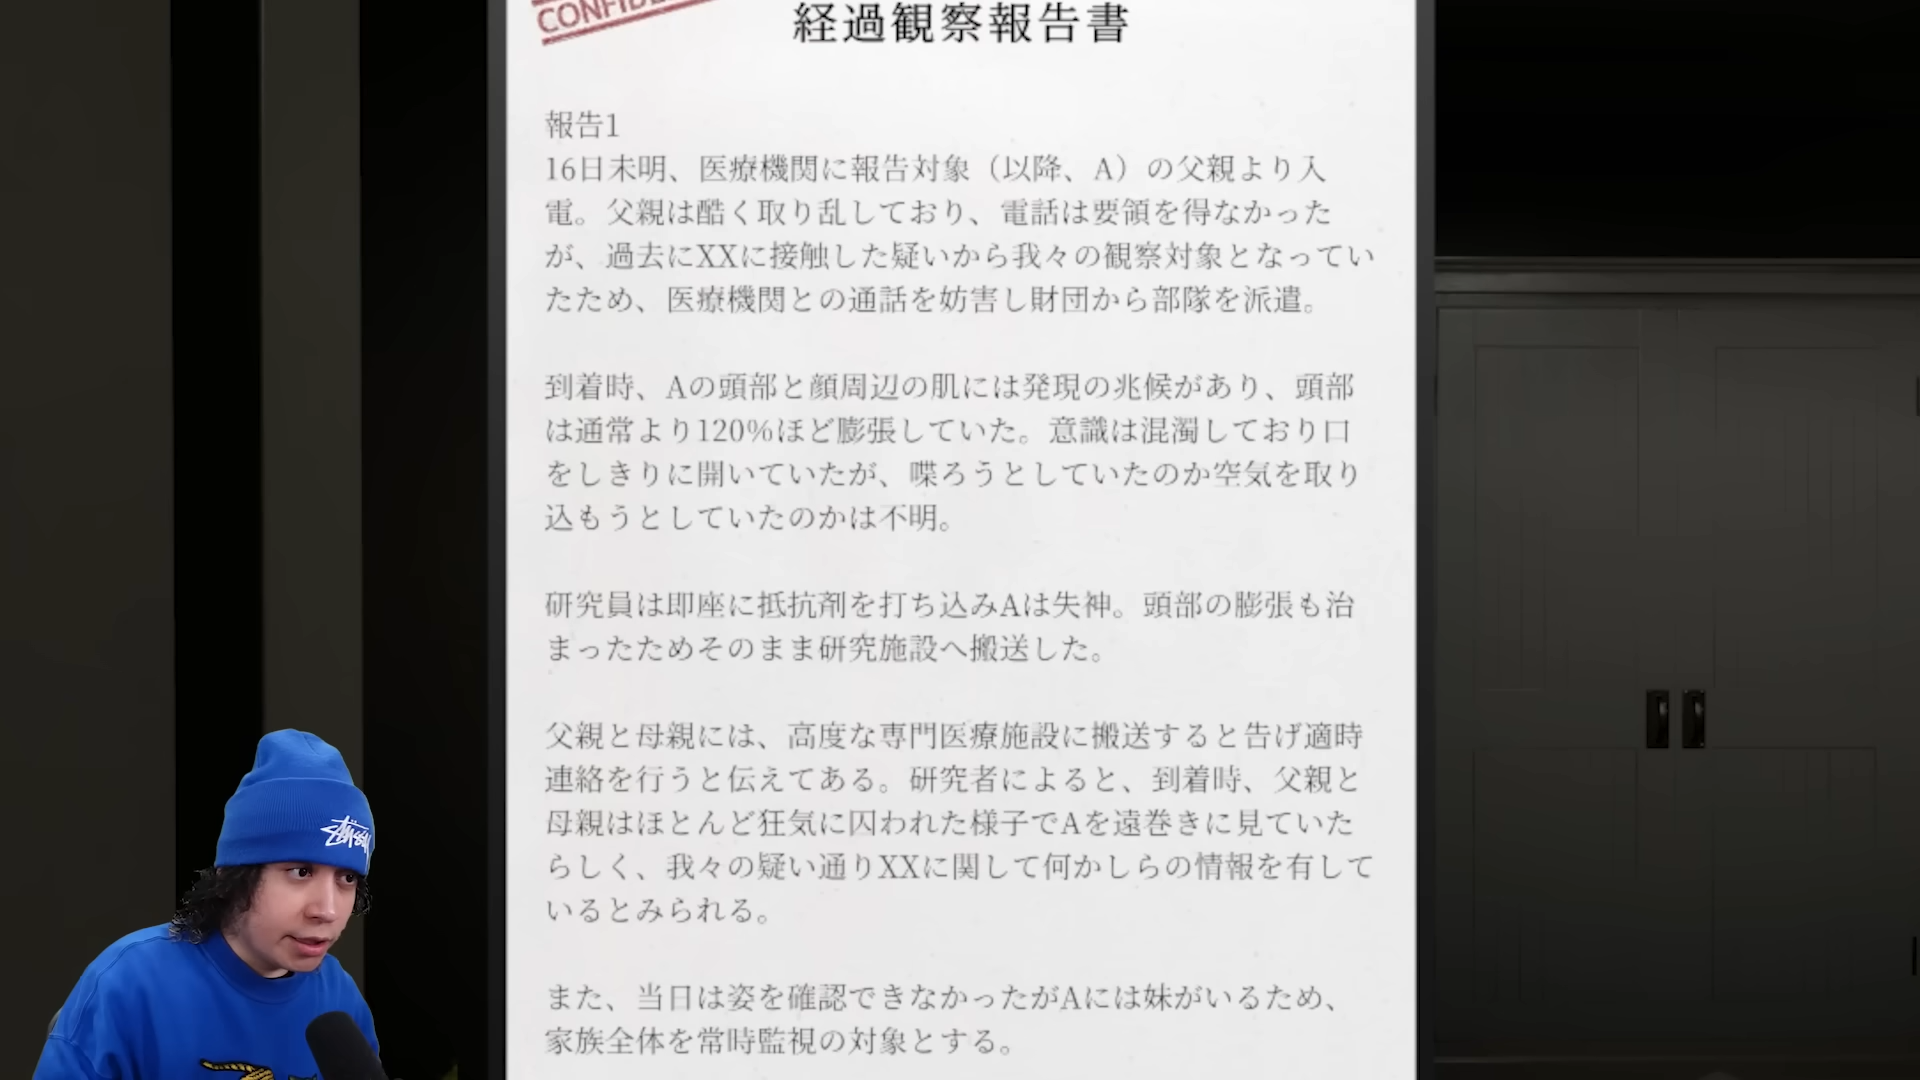 経過観察報告書
報告1
16日未明、医療機関に報告対象（以降、A）の父親より入
電。父親は酷く取り乱しており、電話は要領を得なかった
が、過去にXXに接触した疑いから我々の観察対象となってい
たため、医療機関との通話を妨害し財団から部隊を派遣。
到着時、Aの頭部と顔周辺の肌には発現の兆候があり、頭部
は通常より120%ほど膨張していた。意識は混濁しており口
をしきりに開いていたが、喋ろうとしていたのか空気を取り
込もうとしていたのかは不明。
研究員は即座に抵抗剤を打ち込みAは失神。頭部の膨張も治
まったためそのまま研究施設へ搬送した。
父親と母親には、高度な専門医療施設に搬送すると告げ適時
連絡を行うと伝えてある。研究者によると、到着時、父親と
母親はほとんど狂気に囚われた様子でAを遠巻きに見ていた
らしく、我々の疑い通りXXに関して何かしらの情報を有して
いるとみられる。
また、当日は姿を確認できなかったがAには妹がいるため、
家族全体を常時監視の対象とする。